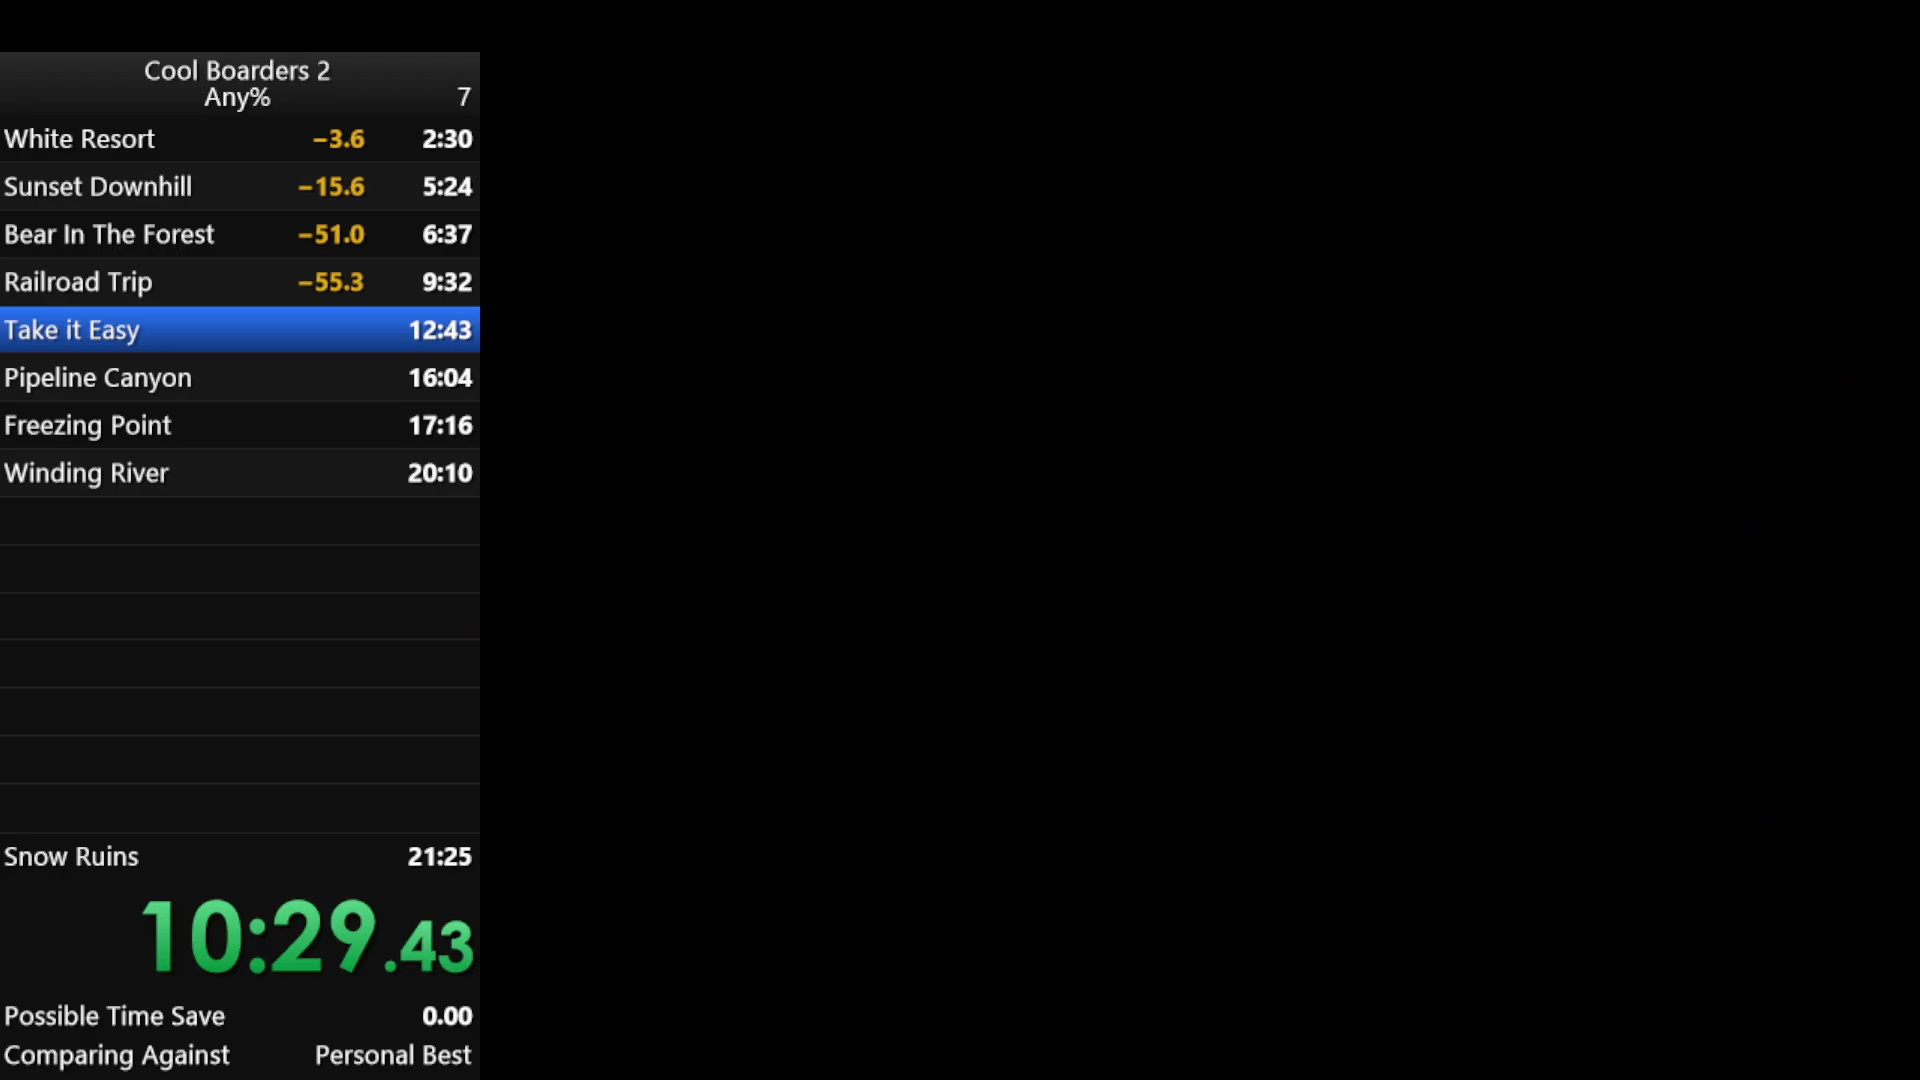 Cool Boarders 2
Any% 7
White Resort −3.6 2:30
Sunset Downhill −15.6 5:24
Bear In The Forest −51.0 6:37
Railroad Trip −55.3 9:32
Take it Easy 12:43
Pipeline Canyon 16:04
Freezing Point 17:16
Winding River 20:10
Snow Ruins 21:25
10:29.43
Possible Time Save 0.00
Comparing Against Personal Best